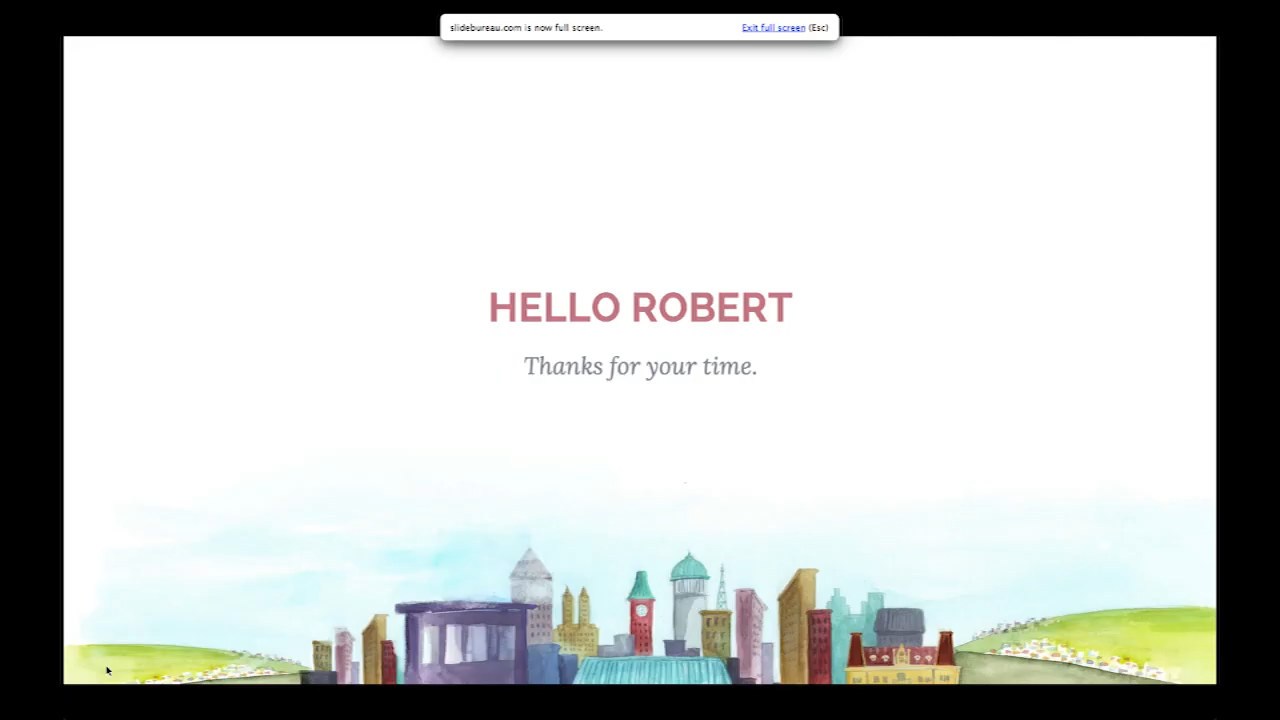 slidebureau.com is now full screen. Exit full screen (Esc)
HELLO ROBERT
Thanks for your time.